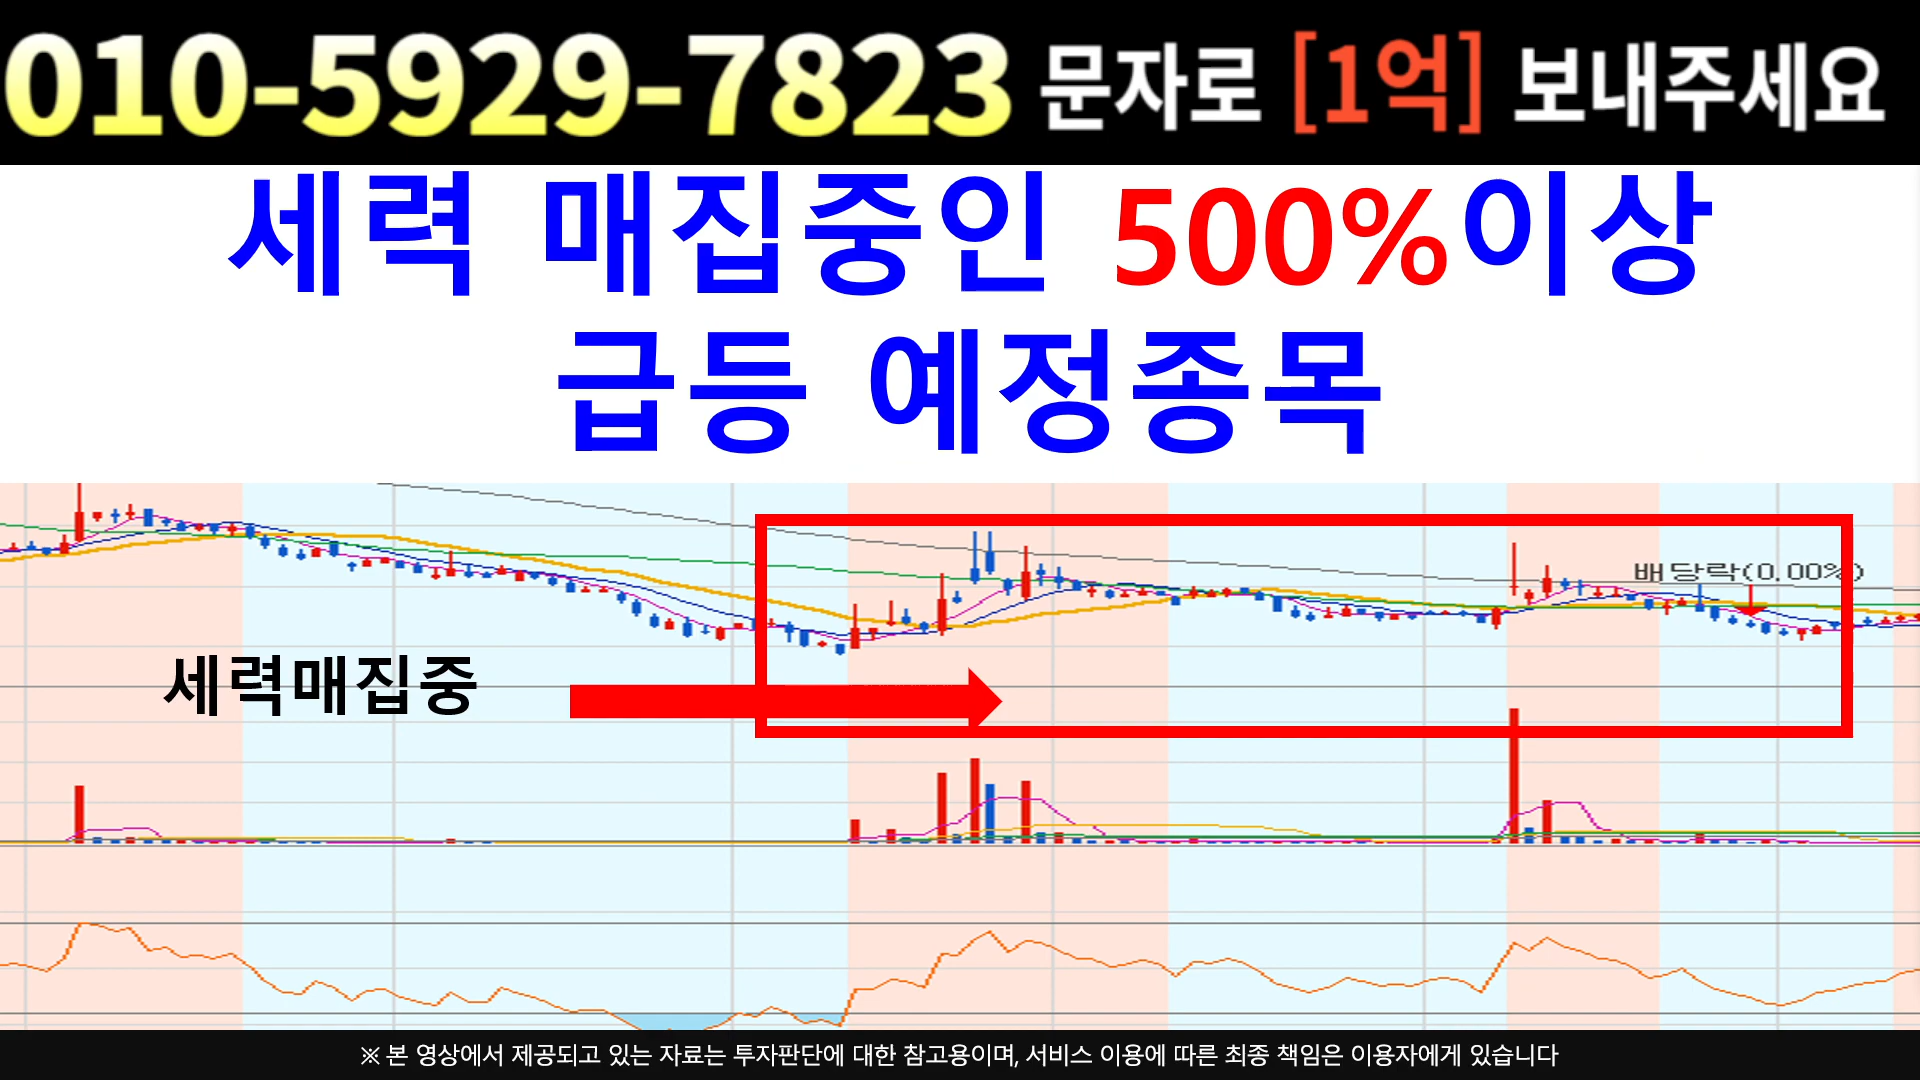 010-5929-7823 문자로 [1억] 보내주세요
세력 매집중인 500%이상
급등 예정종목
배당락(0.00%)
세력매집중
※ 본 영상에서 제공되고 있는 자료는 투자판단에 대한 참고용이며, 서비스 이용에 따른 최종 책임은 이용자에게 있습니다